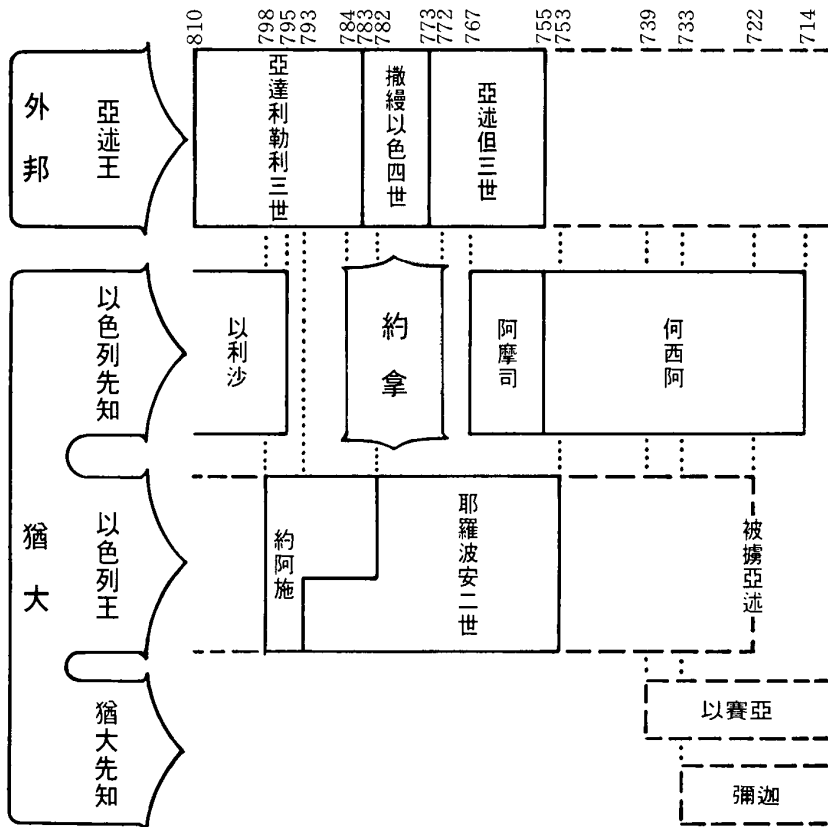 810
798
795
793
784
783
782
773
772
767
755
753
739
733
722
714
外邦
亞述王
亞達利勒利三世
撒縵以色四世
亞述但三世
猶大
以色列先知
以利沙
約拿
阿摩司
何西阿
以色列王
約阿施
耶羅波安二世
被擄亞述
猶大先知
以賽亞
彌迦